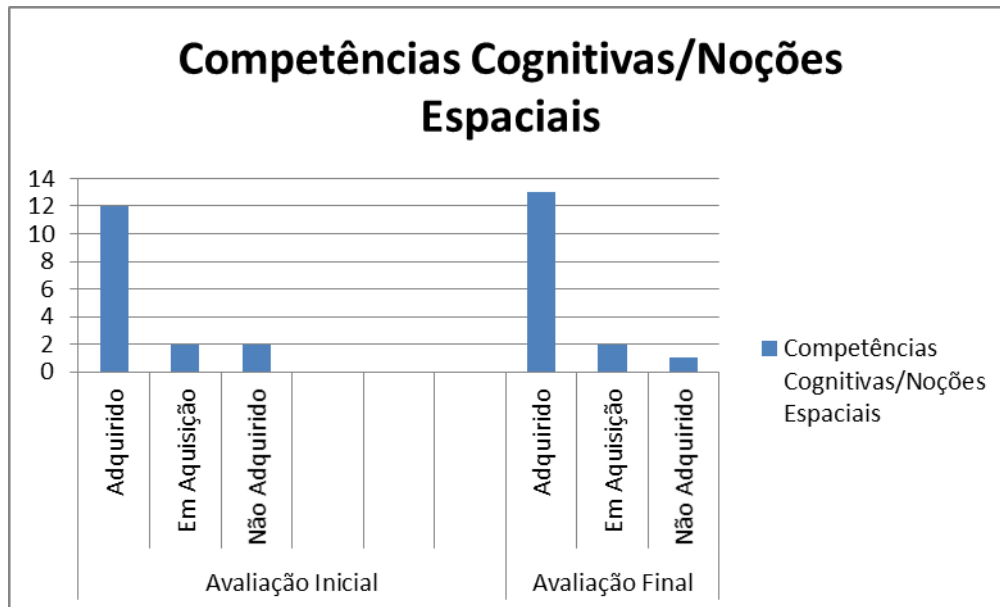 Competências Cognitivas/Noções
Espaciais
14
12
10
8
6
4
2
0
Adquirido
Em Aquisição
Não Adquirido
Adquirido
Em Aquisição
Não Adquirido
Avaliação Inicial
Avaliação Final
Competências
Cognitivas/Noções
Espaciais